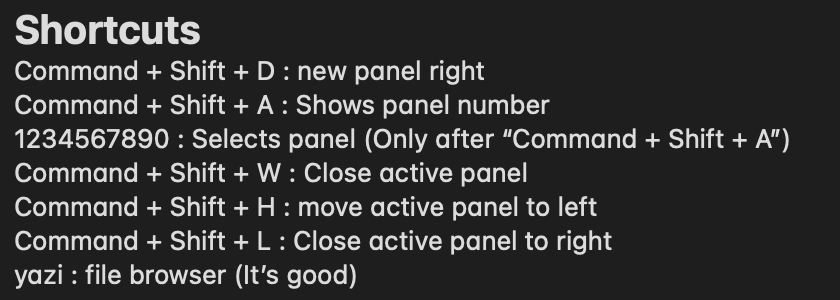 Shortcuts
Command + Shift + D : new panel right
Command + Shift + A : Shows panel number
1234567890 : Selects panel (Only after “Command + Shift + A”)
Command + Shift + W : Close active panel
Command + Shift + H : move active panel to left
Command + Shift + L : Close active panel to right
yazi : file browser (It’s good)